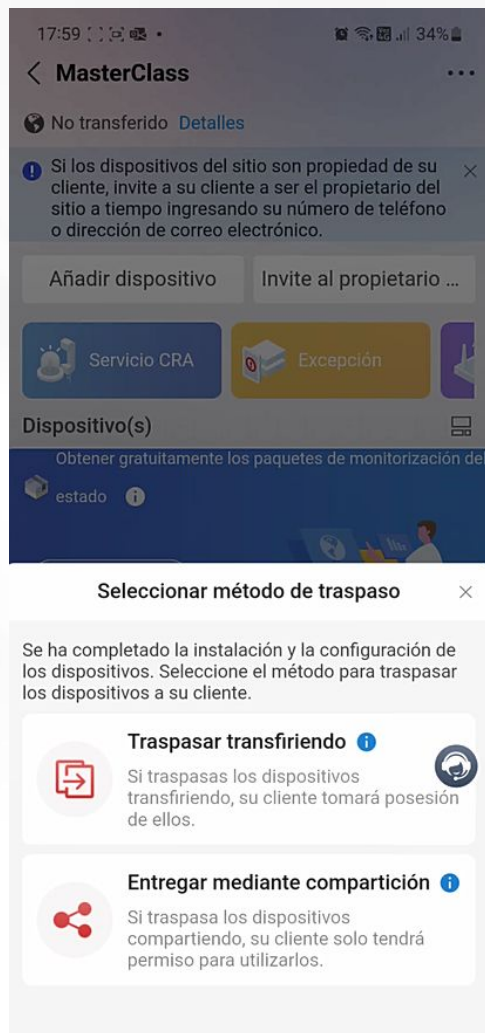 17:59
34%
MasterClass
No transferido Detalles
Si los dispositivos del sitio son propiedad de su
cliente, invite a su cliente a ser el propietario del
sitio a tiempo ingresando su número de teléfono
o dirección de correo electrónico.
Añadir dispositivo
Invite al propietario ...
Servicio CRA
Excepción
Dispositivo(s)
Obtener gratuitamente los paquetes de monitorización del
estado
Seleccionar método de traspaso
Se ha completado la instalación y la configuración de
los dispositivos. Seleccione el método para traspasar
los dispositivos a su cliente.
Traspasar transfiriendo
Si traspasas los dispositivos
transfiriendo, su cliente tomará posesión
de ellos.
Entregar mediante compartición
Si traspasa los dispositivos
compartiendo, su cliente solo tendrá
permiso para utilizarlos.